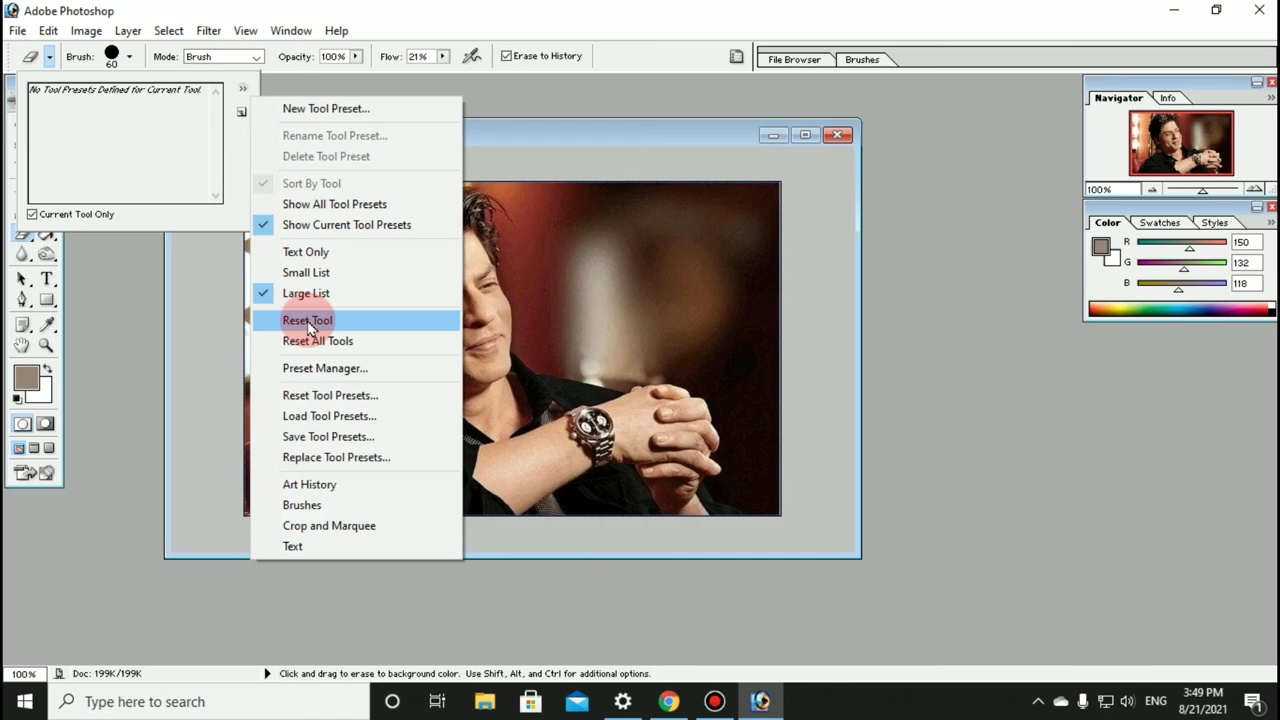 Adobe Photoshop
File Edit Image Layer Select Filter View Window Help
Brush: 60 Mode: Brush Opacity: 100% Flow: 21% Erase to History File Browser Brushes
No Tool Presets Defined for Current Tool.
Current Tool Only
New Tool Preset...
Rename Tool Preset...
Delete Tool Preset
Sort By Tool
Show All Tool Presets
Show Current Tool Presets
Text Only
Small List
Large List
Reset Tool
Reset All Tools
Preset Manager...
Reset Tool Presets...
Load Tool Presets...
Save Tool Presets...
Replace Tool Presets...
Art History
Brushes
Crop and Marquee
Text
Navigator Info
100%
Color Swatches Styles
R 150
G 132
B 118
100% Doc: 199K/199K Click and drag to erase to background color. Use Shift, Alt, and Ctrl for additional options.
Type here to search
ENG
3:49 PM
8/21/2021
1